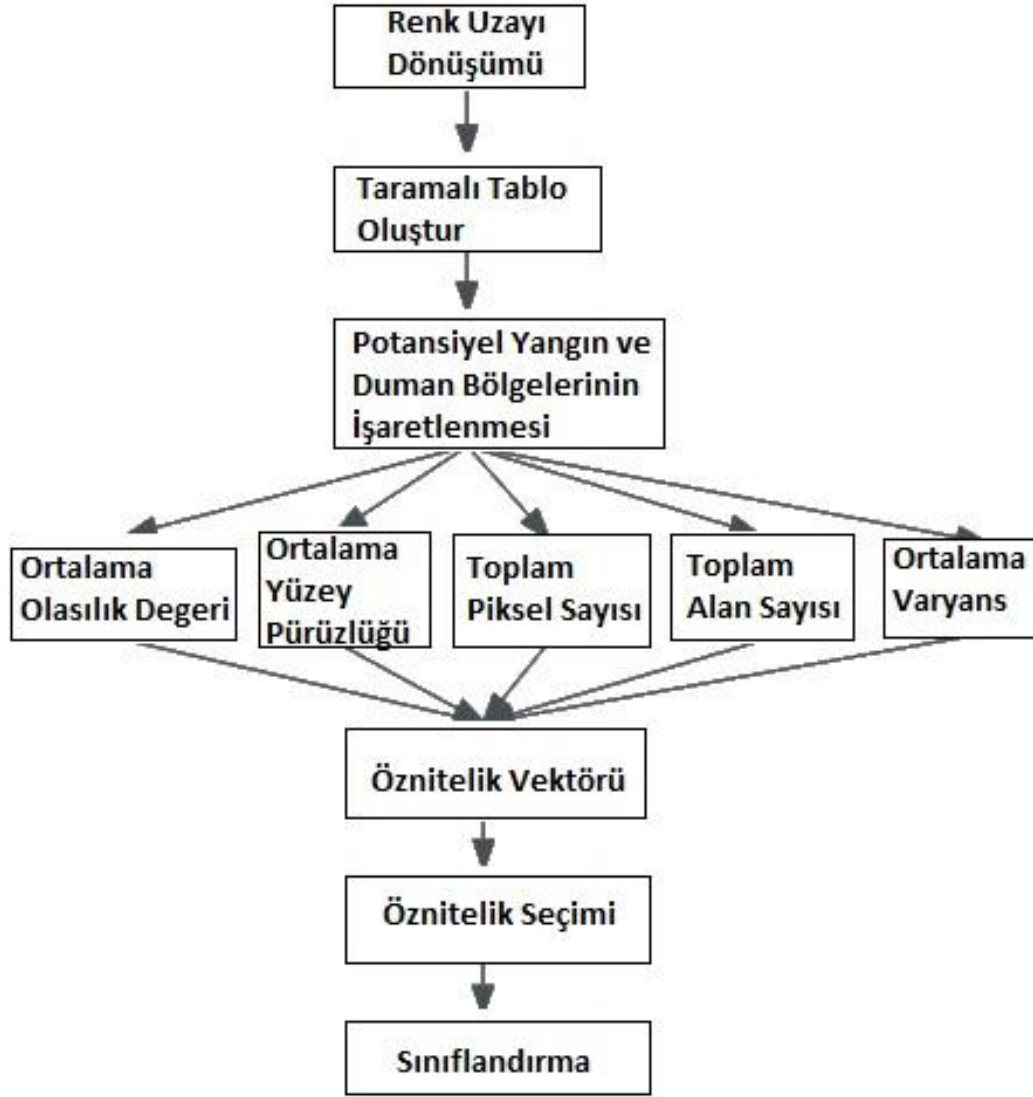 Renk Uzayı
Dönüşümü
Taramalı Tablo
Oluştur
Potansiyel Yangın ve
Duman Bölgelerinin
İşaretlenmesi
Ortalama
Olasılık Degeri
Ortalama
Yüzey
Pürüzlüğü
Toplam
Piksel Sayısı
Toplam
Alan Sayısı
Ortalama
Varyans
Öznitelik Vektörü
Öznitelik Seçimi
Sınıflandırma